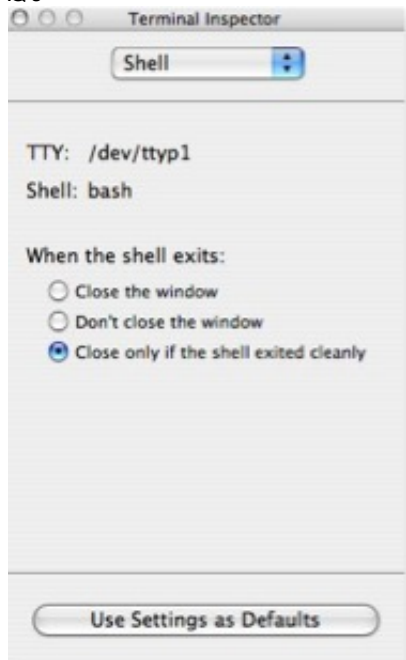 Terminal Inspector
Shell
TTY: /dev/ttyp1
Shell: bash
When the shell exits:
Close the window
Don't close the window
Close only if the shell exited cleanly
Use Settings as Defaults